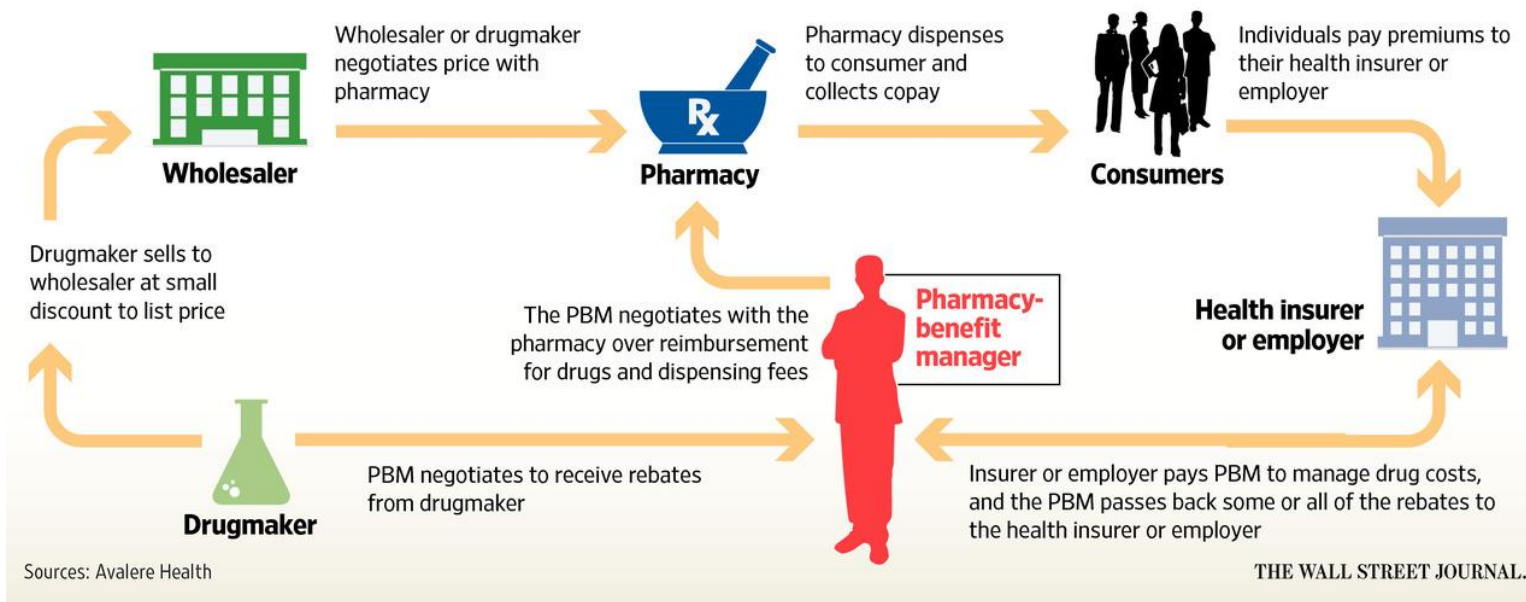 Wholesaler or drugmaker
negotiates price with
pharmacy
Pharmacy dispenses
to consumer and
collects copay
Individuals pay premiums to
their health insurer or
employer
Rx
Wholesaler
Pharmacy
Consumers
Drugmaker sells to
wholesaler at small
discount to list price
The PBM negotiates with the
pharmacy over reimbursement
for drugs and dispensing fees
Pharmacy-
benefit
manager
Health insurer
or employer
PBM negotiates to receive rebates
from drugmaker
Insurer or employer pays PBM to manage drug costs,
and the PBM passes back some or all of the rebates to
the health insurer or employer
Drugmaker
Sources: Avalere Health
THE WALL STREET JOURNAL.